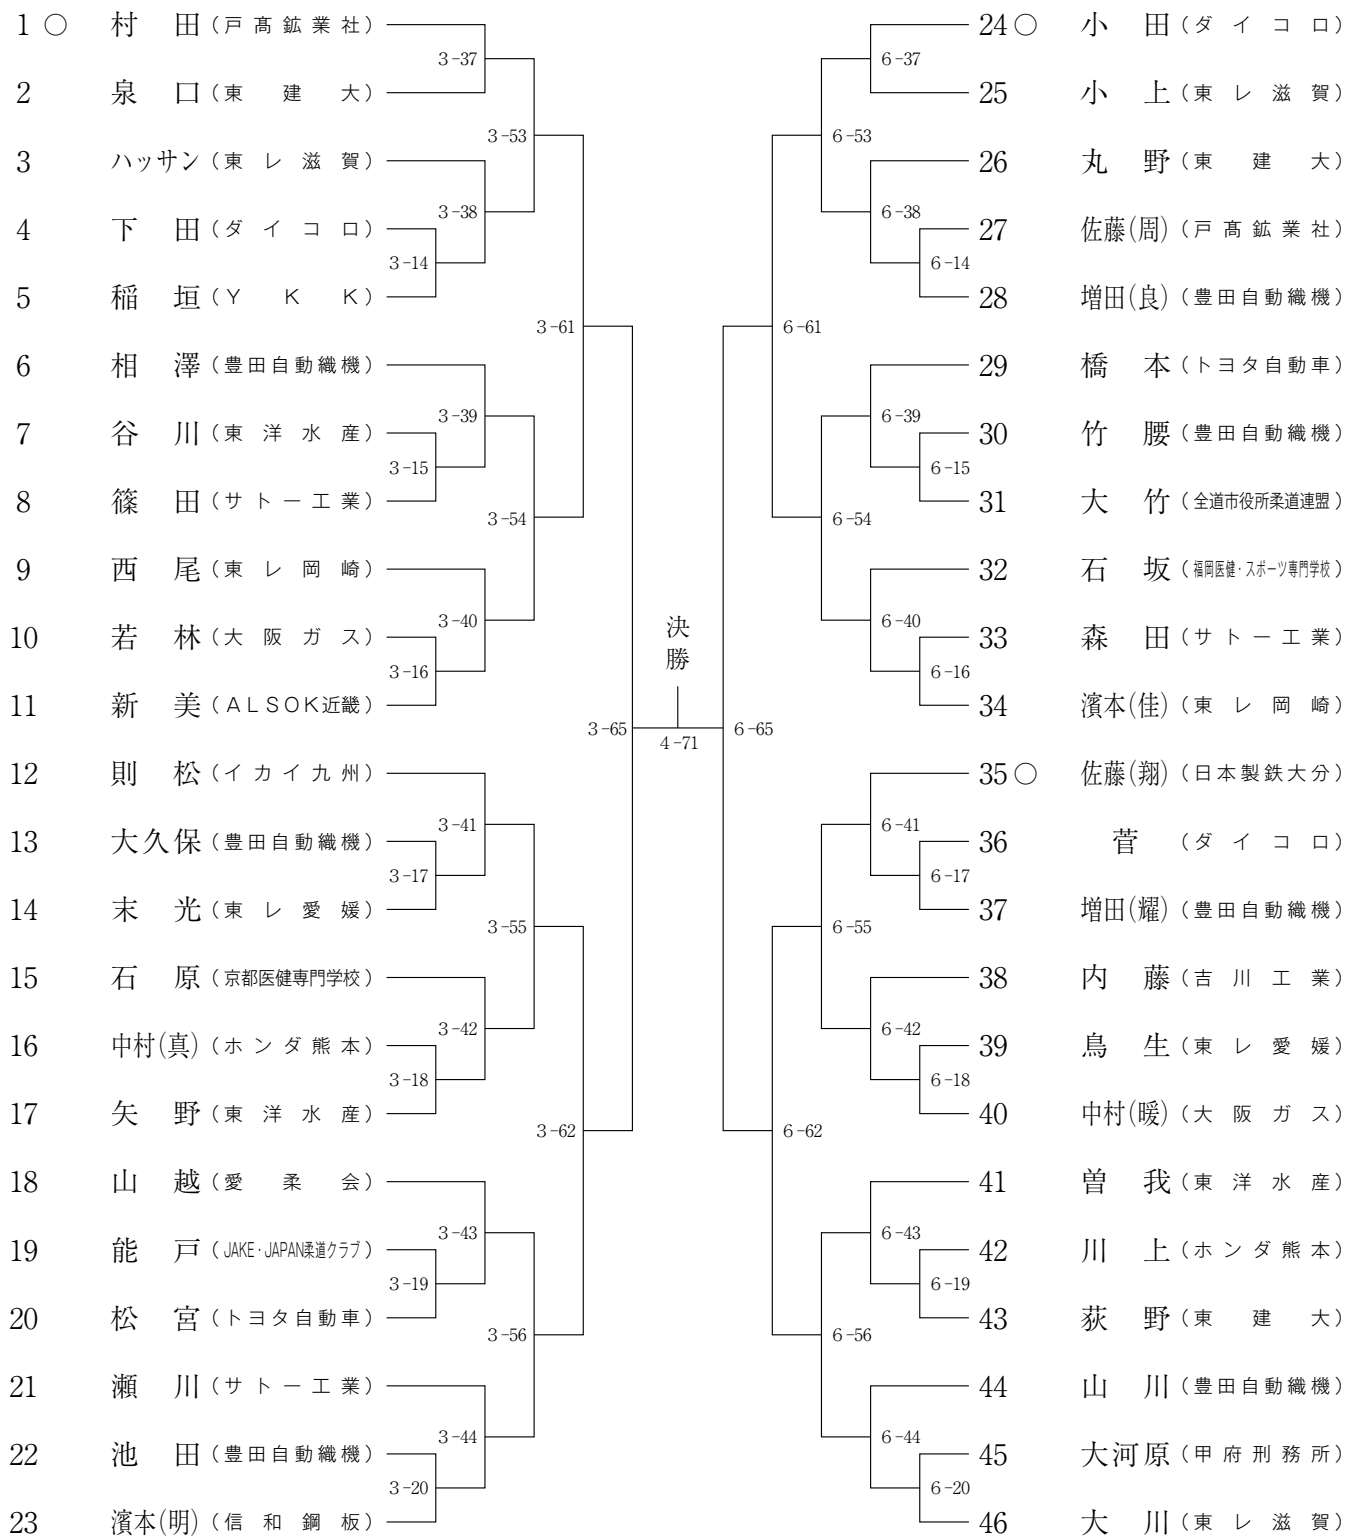 1 ○ 村田(戸髙鉱業社)
3-37
2 泉口(東建大)
3-53
3 ハッサン(東レ滋賀)
3-38
4 下田(ダイコロ)
3-14
5 稲垣(YKK)
3-61
6 相澤(豊田自動織機)
3-39
7 谷川(東洋水産)
3-15
8 篠田(サトー工業)
3-54
9 西尾(東レ岡崎)
3-40
10 若林(大阪ガス)
3-16
11 新美(ALSOK近畿)
3-65
12 則松(イカイ九州)
3-41
13 大久保(豊田自動織機)
3-17
14 末光(東レ愛媛)
3-55
15 石原(京都医健専門学校)
3-42
16 中村(真)(ホンダ熊本)
3-18
17 矢野(東洋水産)
3-62
18 山越(愛柔会)
3-43
19 能戸(JAKE・JAPAN柔道クラブ)
3-19
20 松宮(トヨタ自動車)
3-56
21 瀬川(サトー工業)
3-44
22 池田(豊田自動織機)
3-20
23 濱本(明)(信和鋼板)
決勝
4-71
24 ○ 小田(ダイコロ)
6-37
25 小上(東レ滋賀)
6-53
26 丸野(東建大)
6-38
27 佐藤(周)(戸髙鉱業社)
6-14
28 増田(良)(豊田自動織機)
6-61
29 橋本(トヨタ自動車)
6-39
30 竹腰(豊田自動織機)
6-15
31 大竹(全道市役所柔道連盟)
6-54
32 石坂(福岡医健・スポーツ専門学校)
6-40
33 森田(サトー工業)
6-16
34 濱本(佳)(東レ岡崎)
6-65
35 ○ 佐藤(翔)(日本製鉄大分)
6-41
36 菅(ダイコロ)
6-17
37 増田(耀)(豊田自動織機)
6-55
38 内藤(吉川工業)
6-42
39 鳥生(東レ愛媛)
6-18
40 中村(暖)(大阪ガス)
6-62
41 曽我(東洋水産)
6-43
42 川上(ホンダ熊本)
6-19
43 荻野(東建大)
6-56
44 山川(豊田自動織機)
6-44
45 大河原(甲府刑務所)
6-20
46 大川(東レ滋賀)